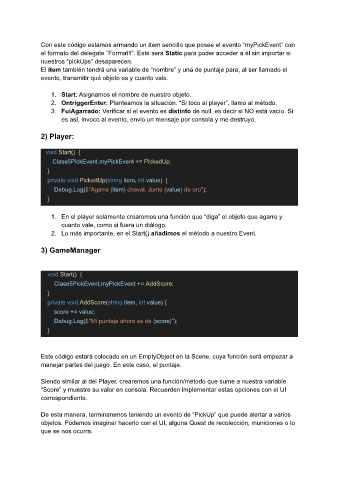 Con este código estamos armando un item sencillo que posee el evento "myPickEvent" con
el formato del delegate "Format1". Este será Static para poder acceder a él sin importar si
nuestros "pickUps" desaparecen.
El item también tendrá una variable de "nombre" y una de puntaje para, al ser llamado el
evento, transmitir qué objeto es y cuanto vale.
1. Start: Asignamos el nombre de nuestro objeto.
2. OntriggerEnter: Planteamos la situación: "Si toco al player", llamo al método.
3. FuiAgarrado: Verificar si el evento es distinto de null, es decir si NO está vacío. Si
es así, invoco al evento, envío un mensaje por consola y me destruyo.
2) Player:
void Start() {
Clase5PickEvent.myPickEvent += PickedUp;
}
private void PickedUp(string item, int value) {
Debug.Log($"Agarre {item} chaval. Junte {value} de oro");
}
1. En el player solamente crearemos una función que "diga" el objeto que agarre y
cuanto vale, como si fuera un diálogo.
2. Lo más importante, en el Start() añadimos el método a nuestro Event.
3) GameManager
void Start() {
Clase5PickEvent.myPickEvent += AddScore;
}
private void AddScore(string item, int value) {
score += value;
Debug.Log($"Mi puntaje ahora es de {score}");
}
Este código estará colocado en un EmptyObject en la Scene, cuya función será empezar a
manejar partes del juego. En este caso, el puntaje.
Siendo similar al del Player, crearemos una función/método que sume a nuestra variable
"Score" y muestre su valor en consola. Recuerden implementar estas opciones con el UI
correspondiente.
De esta manera, terminaremos teniendo un evento de "PickUp" que puede alertar a varios
objetos. Podemos imaginar hacerlo con el UI, alguna Quest de recolección, municiones o lo
que se nos ocurra.